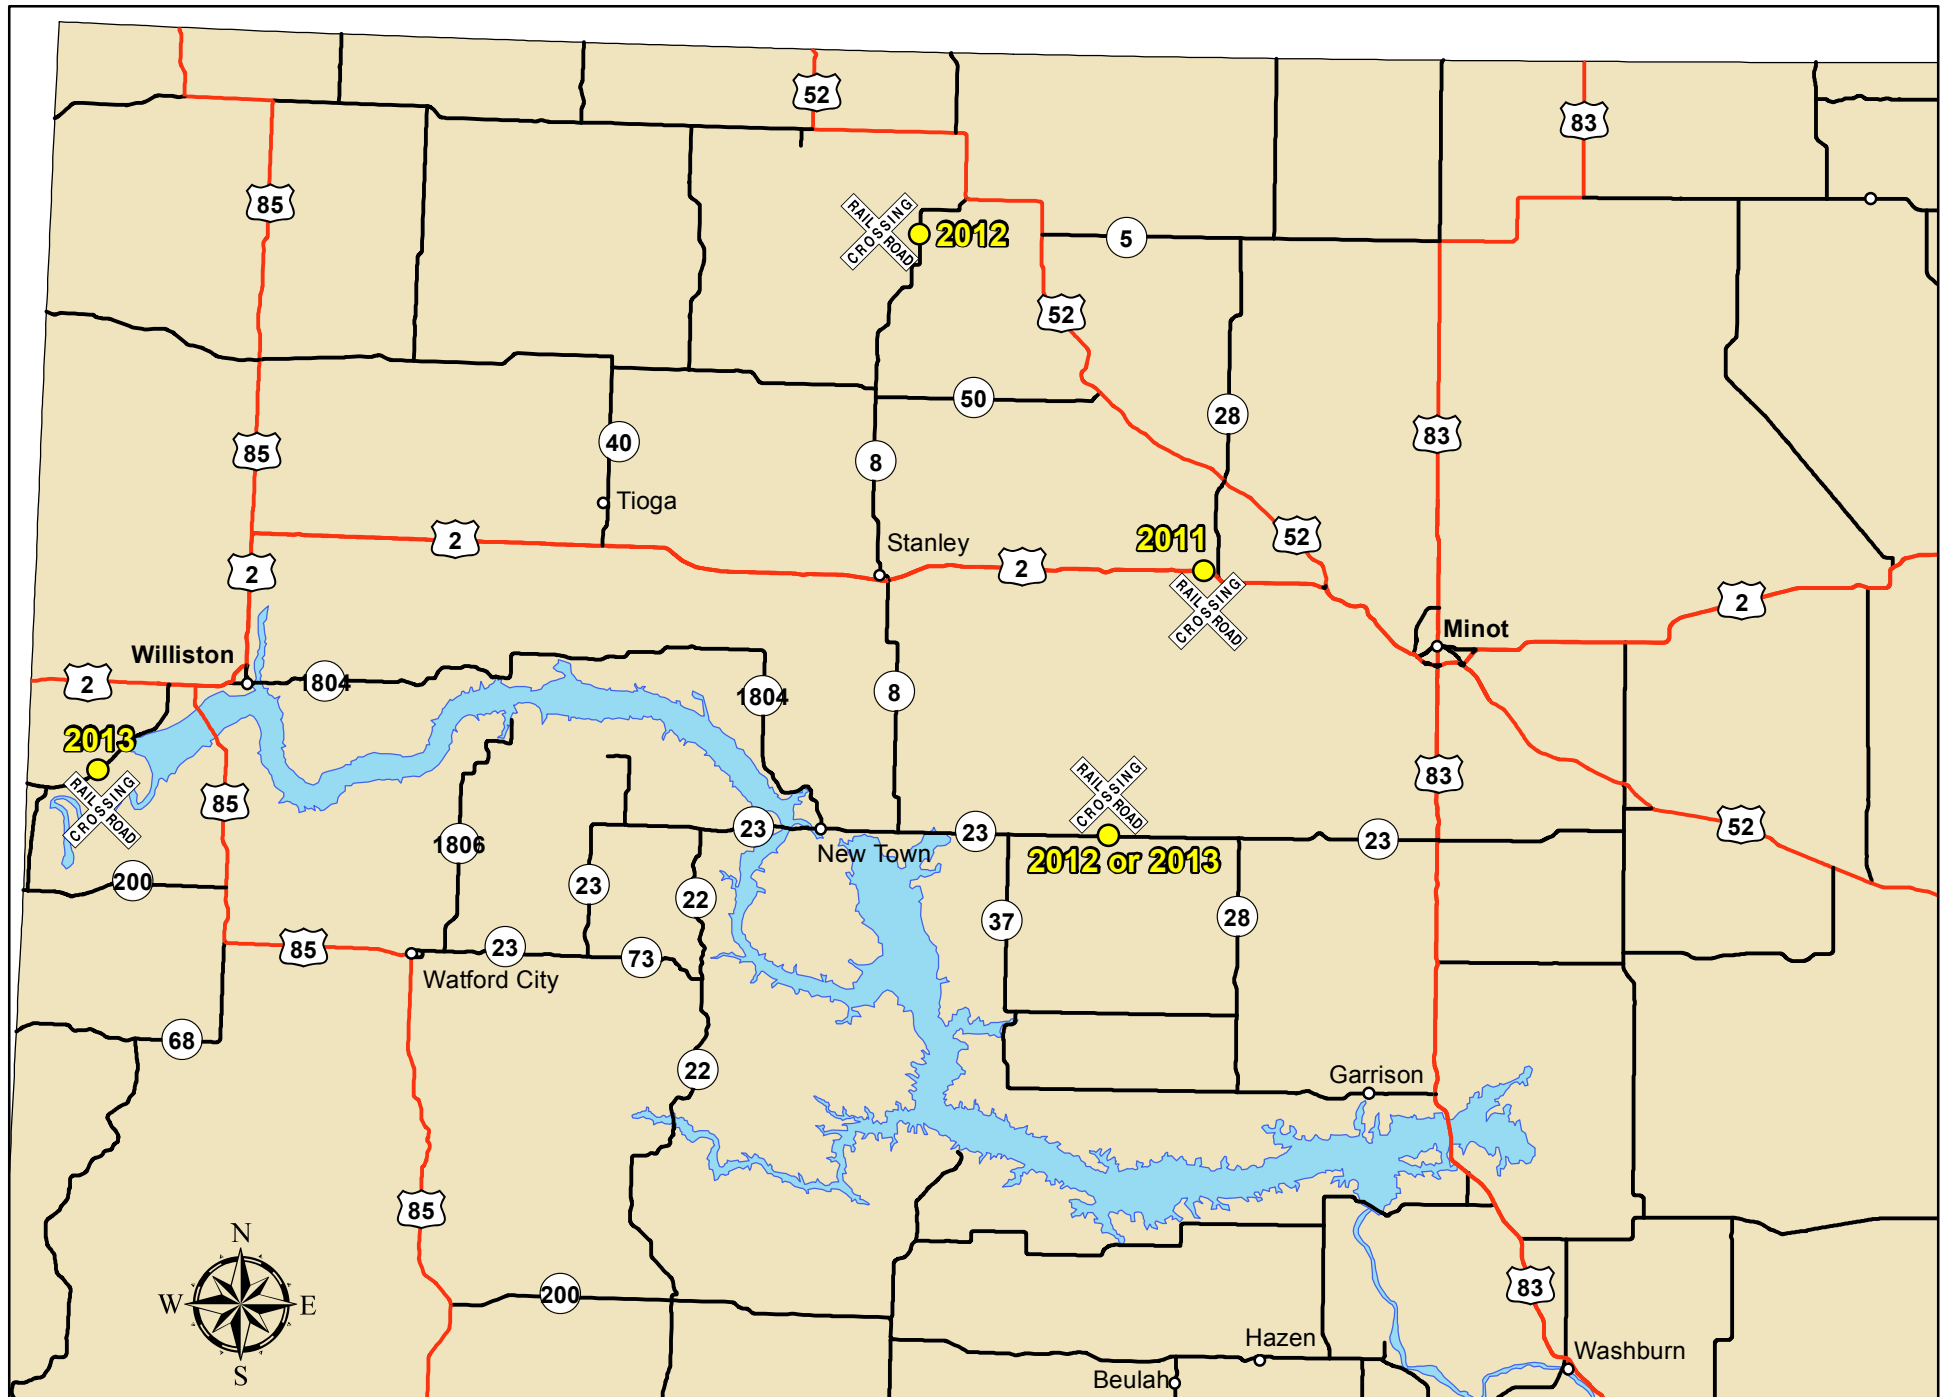 52
83
85
RAIL ROAD
CROSSING
2012
5
52
50
28
83
40
8
85
Tioga
2
Stanley
2
2011
52
2
2
RAIL ROAD
CROSSING
Minot
Williston
2
1804
1804
8
2013
RAIL ROAD
CROSSING
85
RAIL ROAD
CROSSING
83
23
23
23
52
1806
New Town
2012 or 2013
200
23
22
37
28
85
23
73
Watford City
68
22
Garrison
85
N
W
E
S
200
83
Hazen
Washburn
Beulah